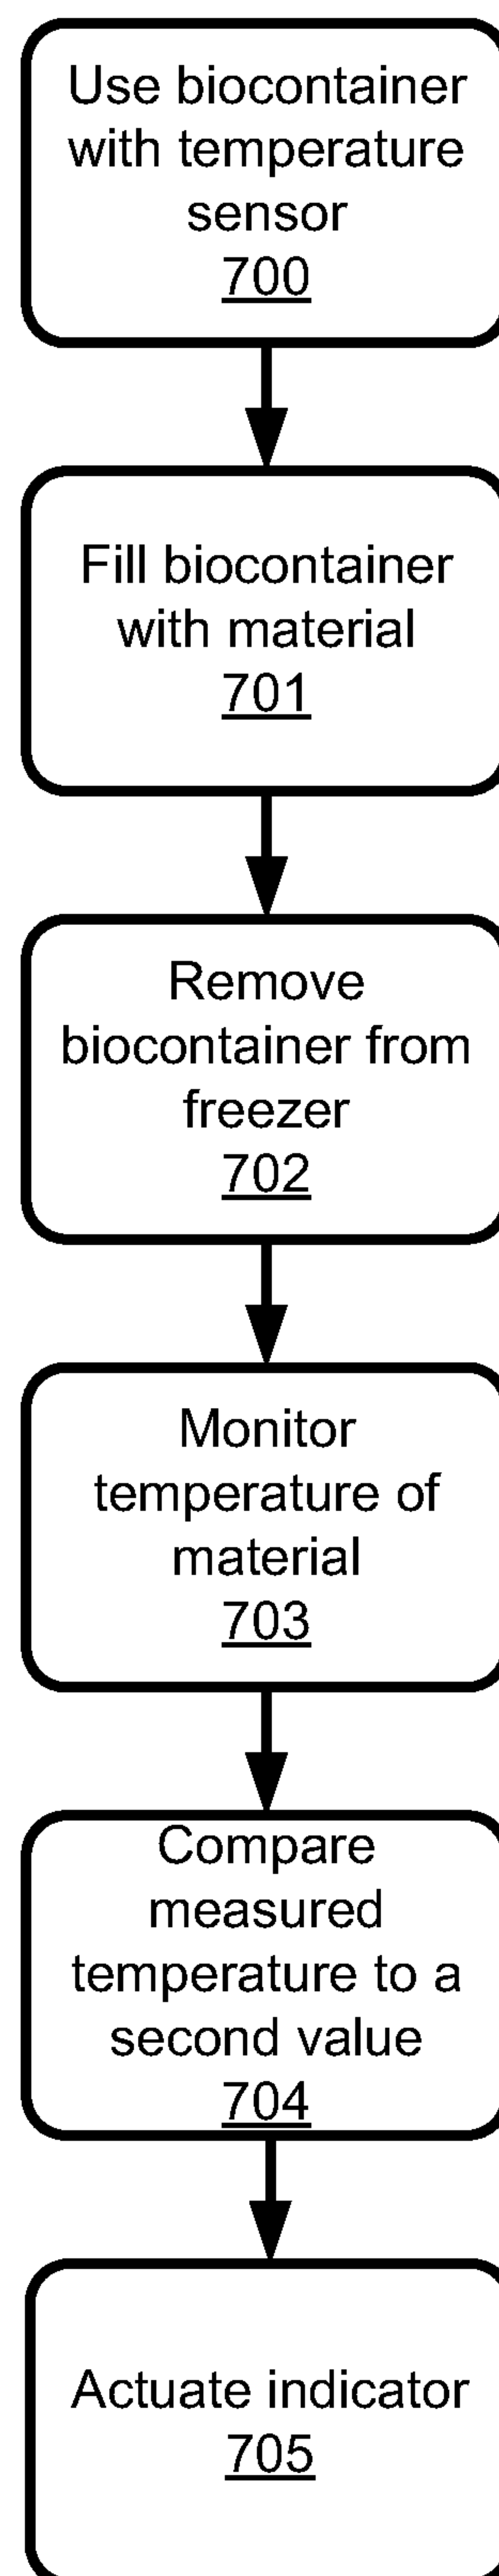 Use biocontainer
with temperature
sensor
700
Fill biocontainer
with material
701
Remove
biocontainer from
freezer
702
Monitor
temperature of
material
703
Compare
measured
temperature to a
second value
704
Actuate indicator
705